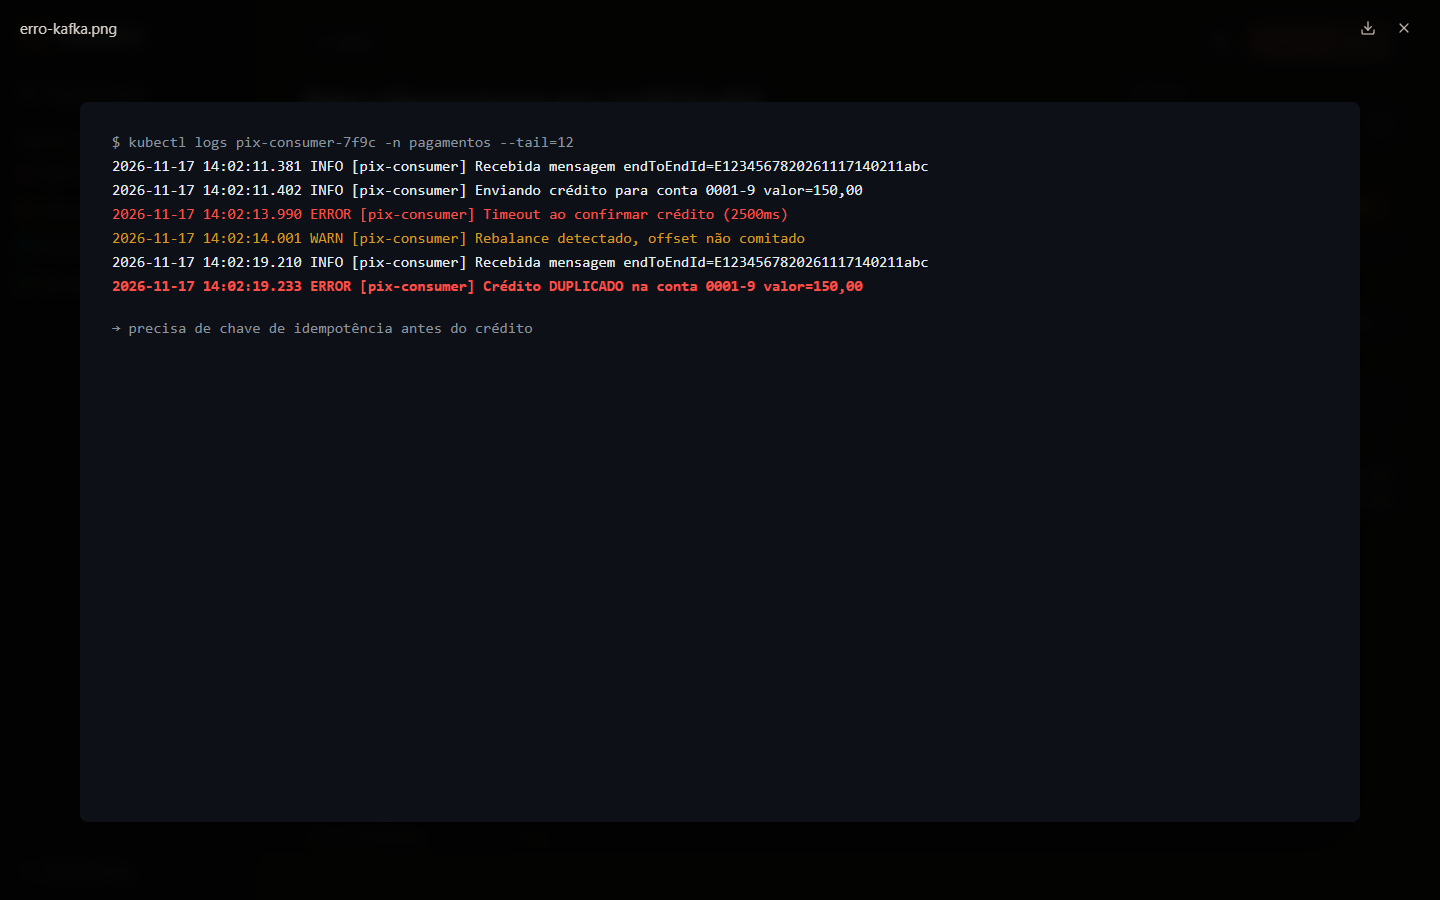 erro-kafka.png
$ kubectl logs pix-consumer-7f9c -n pagamentos --tail=12
2026-11-17 14:02:11.381 INFO [pix-consumer] Recebida mensagem endToEndId=E1234567820261117140211abc
2026-11-17 14:02:11.402 INFO [pix-consumer] Enviando crédito para conta 0001-9 valor=150,00
2026-11-17 14:02:13.990 ERROR [pix-consumer] Timeout ao confirmar crédito (2500ms)
2026-11-17 14:02:14.001 WARN [pix-consumer] Rebalance detectado, offset não comitado
2026-11-17 14:02:19.210 INFO [pix-consumer] Recebida mensagem endToEndId=E1234567820261117140211abc
2026-11-17 14:02:19.233 ERROR [pix-consumer] Crédito DUPLICADO na conta 0001-9 valor=150,00
→ precisa de chave de idempotência antes do crédito